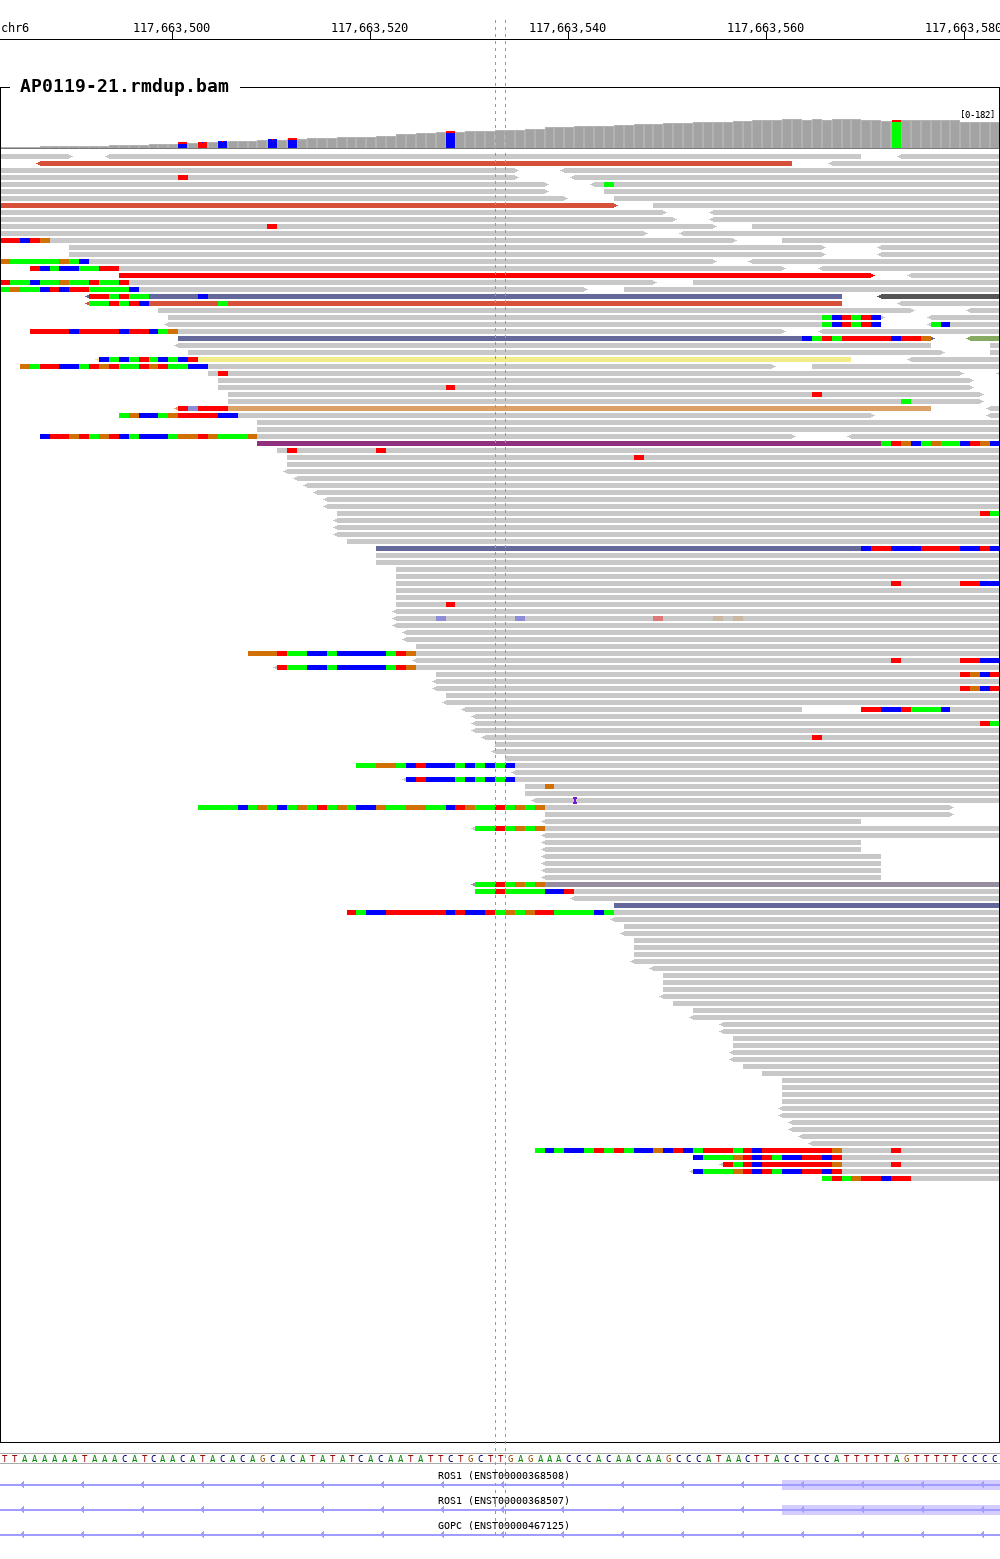 chr6 117,663,500 117,663,520 117,663,540 117,663,560 117,663,580
AP0119-21.rmdup.bam
[0-182]
T T A A A A A A T A A A C A T C A A C A T A C A C A G C A C A T A T A T C A C A A T A T T C T G C T T G A G A A A C C C A C A A C A A G C C C A T A A C T T A C C T C C A T T T T T A G T T T T T C C C C
ROS1 (ENST00000368508)
ROS1 (ENST00000368507)
GOPC (ENST00000467125)